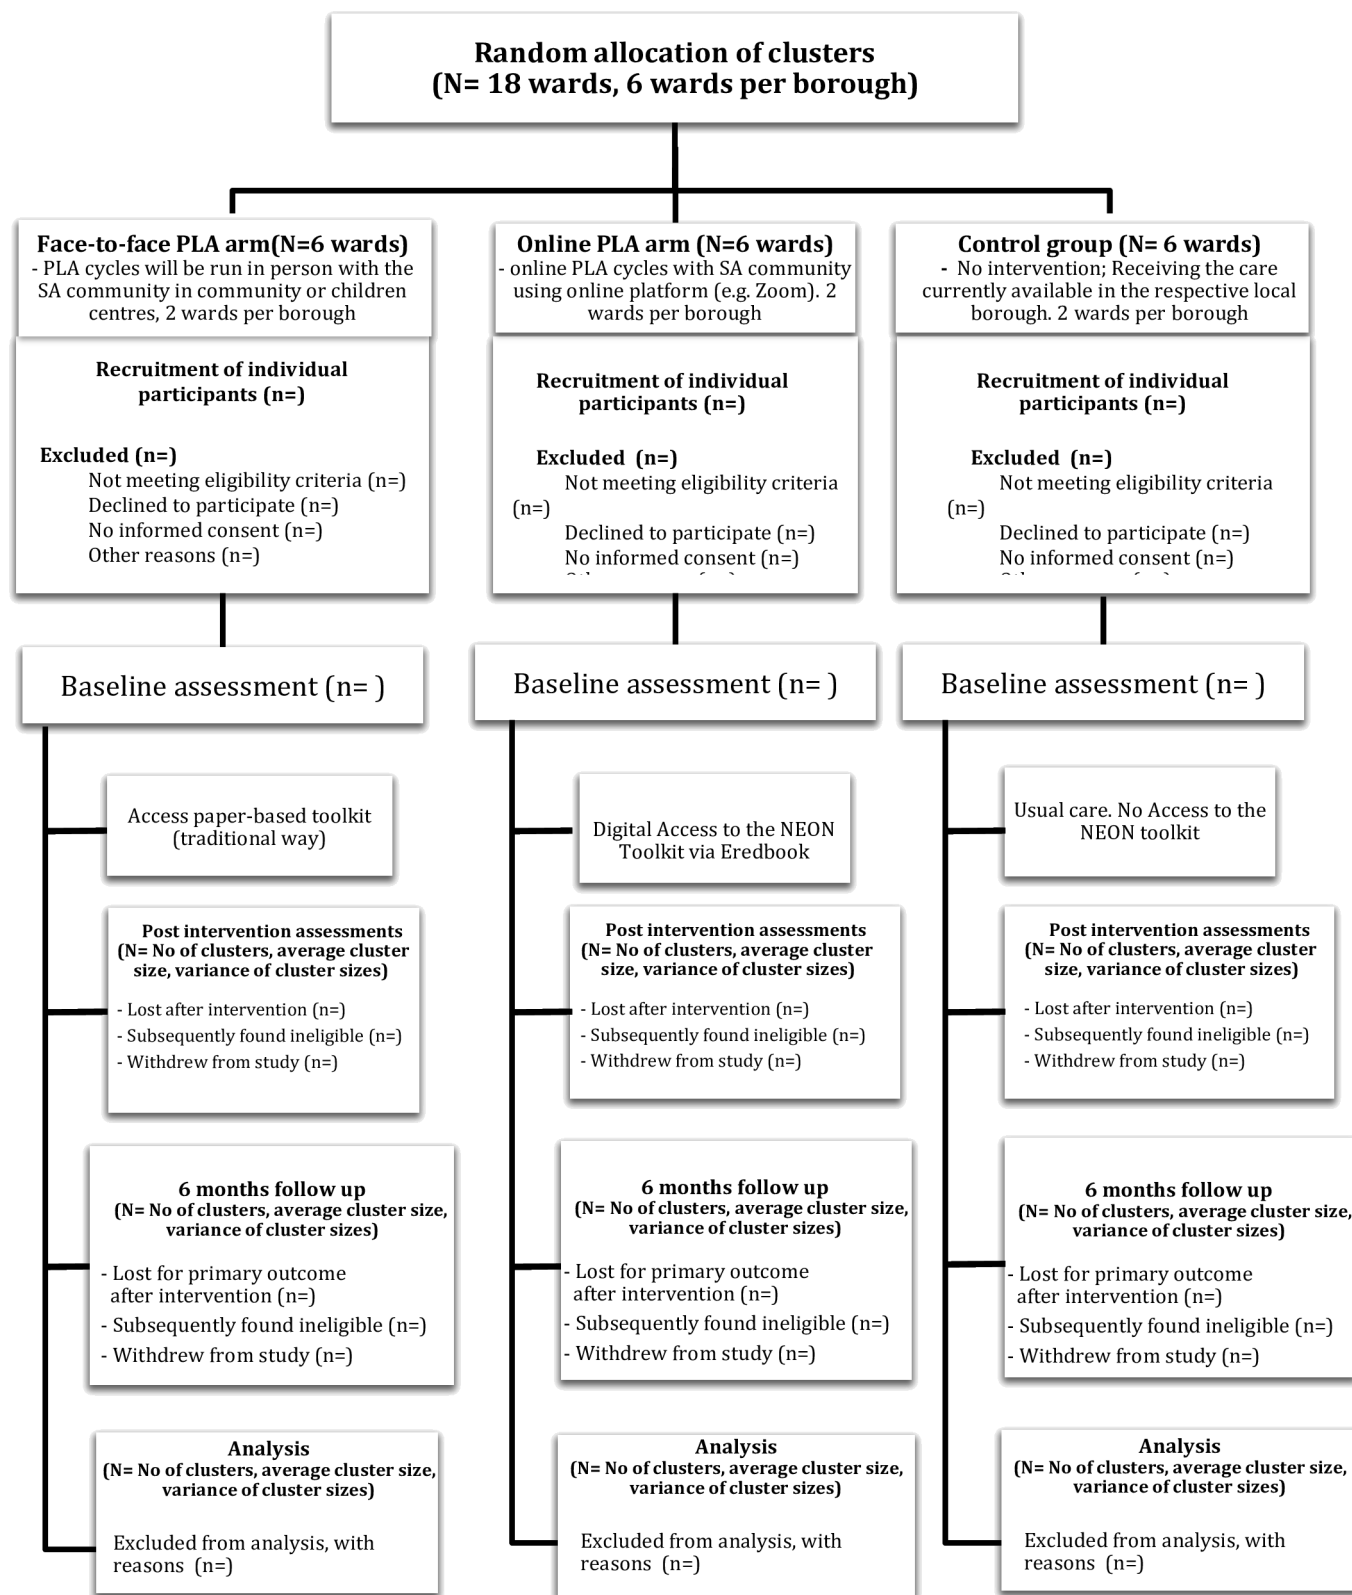 Random allocation of clusters
(N= 18 wards, 6 wards per borough)
Face-to-face PLA arm(N=6 wards)
- PLA cycles will be run in person with the
SA community in community or children
centres, 2 wards per borough
Recruitment of individual
participants (n=)
Excluded (n=)
Not meeting eligibility criteria (n=)
Declined to participate (n=)
No informed consent (n=)
Other reasons (n=)
Online PLA arm (N=6 wards)
- online PLA cycles with SA community
using online platform (e.g. Zoom). 2
wards per borough
Recruitment of individual
participants (n=)
Excluded (n=)
Not meeting eligibility criteria
(n=)
Declined to participate (n=)
No informed consent (n=)
Control group (N= 6 wards)
- No intervention; Receiving the care
currently available in the respective local
borough. 2 wards per borough
Recruitment of individual
participants (n=)
Excluded (n=)
Not meeting eligibility criteria
(n=)
Declined to participate (n=)
No informed consent (n=)
Baseline assessment (n= )
Baseline assessment (n= )
Baseline assessment (n= )
Access paper-based toolkit
(traditional way)
Digital Access to the NEON
Toolkit via Eredbook
Usual care. No Access to the
NEON toolkit
Post intervention assessments
(N= No of clusters, average cluster
size, variance of cluster sizes)
- Lost after intervention (n=)
- Subsequently found ineligible (n=)
- Withdrew from study (n=)
Post intervention assessments
(N= No of clusters, average cluster
size, variance of cluster sizes)
- Lost after intervention (n=)
- Subsequently found ineligible (n=)
- Withdrew from study (n=)
Post intervention assessments
(N= No of clusters, average cluster
size, variance of cluster sizes)
- Lost after intervention (n=)
- Subsequently found ineligible (n=)
- Withdrew from study (n=)
6 months follow up
(N= No of clusters, average cluster size,
variance of cluster sizes)
- Lost for primary outcome
after intervention (n=)
- Subsequently found ineligible (n=)
- Withdrew from study (n=)
6 months follow up
(N= No of clusters, average cluster size,
variance of cluster sizes)
- Lost for primary outcome
after intervention (n=)
- Subsequently found ineligible (n=)
- Withdrew from study (n=)
6 months follow up
(N= No of clusters, average cluster size,
variance of cluster sizes)
- Lost for primary outcome
after intervention (n=)
- Subsequently found ineligible (n=)
- Withdrew from study (n=)
Analysis
(N= No of clusters, average cluster size,
variance of cluster sizes)
Excluded from analysis, with
reasons (n=)
Analysis
(N= No of clusters, average cluster size,
variance of cluster sizes)
Excluded from analysis, with
reasons (n=)
Analysis
(N= No of clusters, average cluster size,
variance of cluster sizes)
Excluded from analysis, with
reasons (n=)